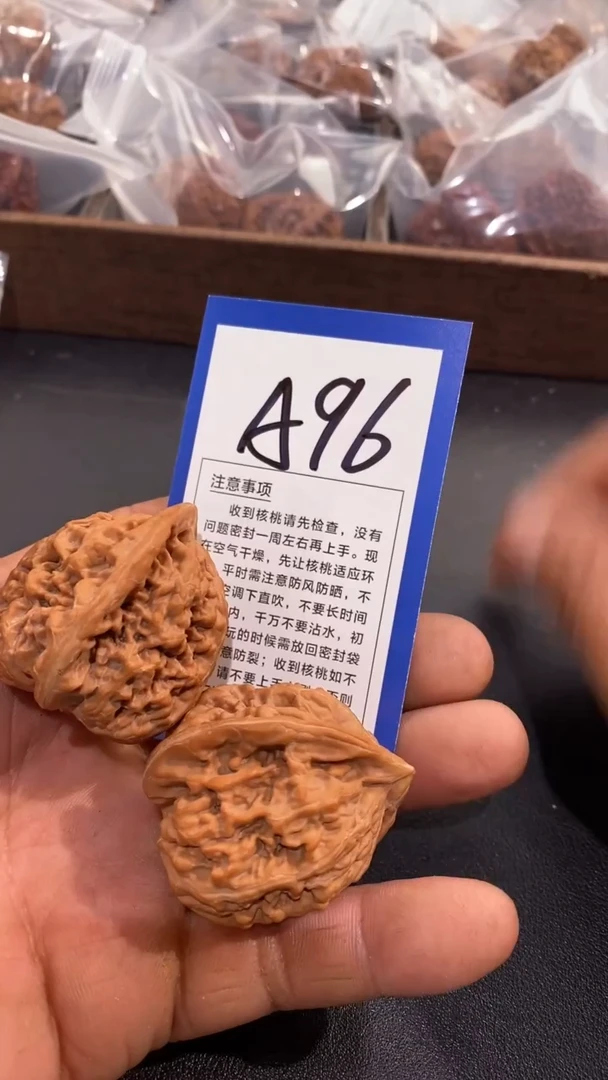 A96
注意事项
收到核桃请先检查，没有
问题密封一周左右再上手。现
在空气干燥，先让核桃适应环
平时需注意防风防晒，不
空调下直吹，不要长时间
内，千万不要沾水，初
玩的时候需放回密封袋
意防裂；收到核桃如不
请不要上手